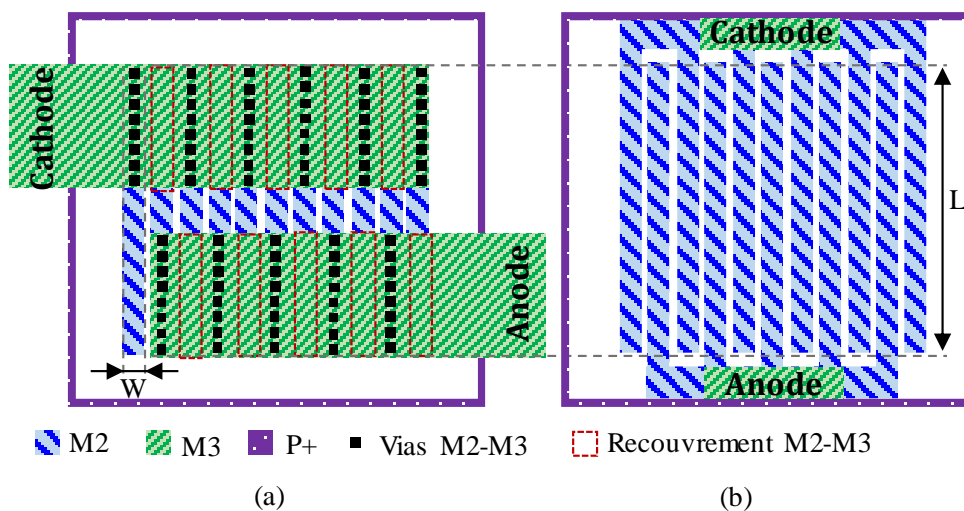 Cathode
Anode
W
Cathode
Anode
L
M2
M3
P+
Vias M2-M3
Recouvrement M2-M3
(a)
(b)